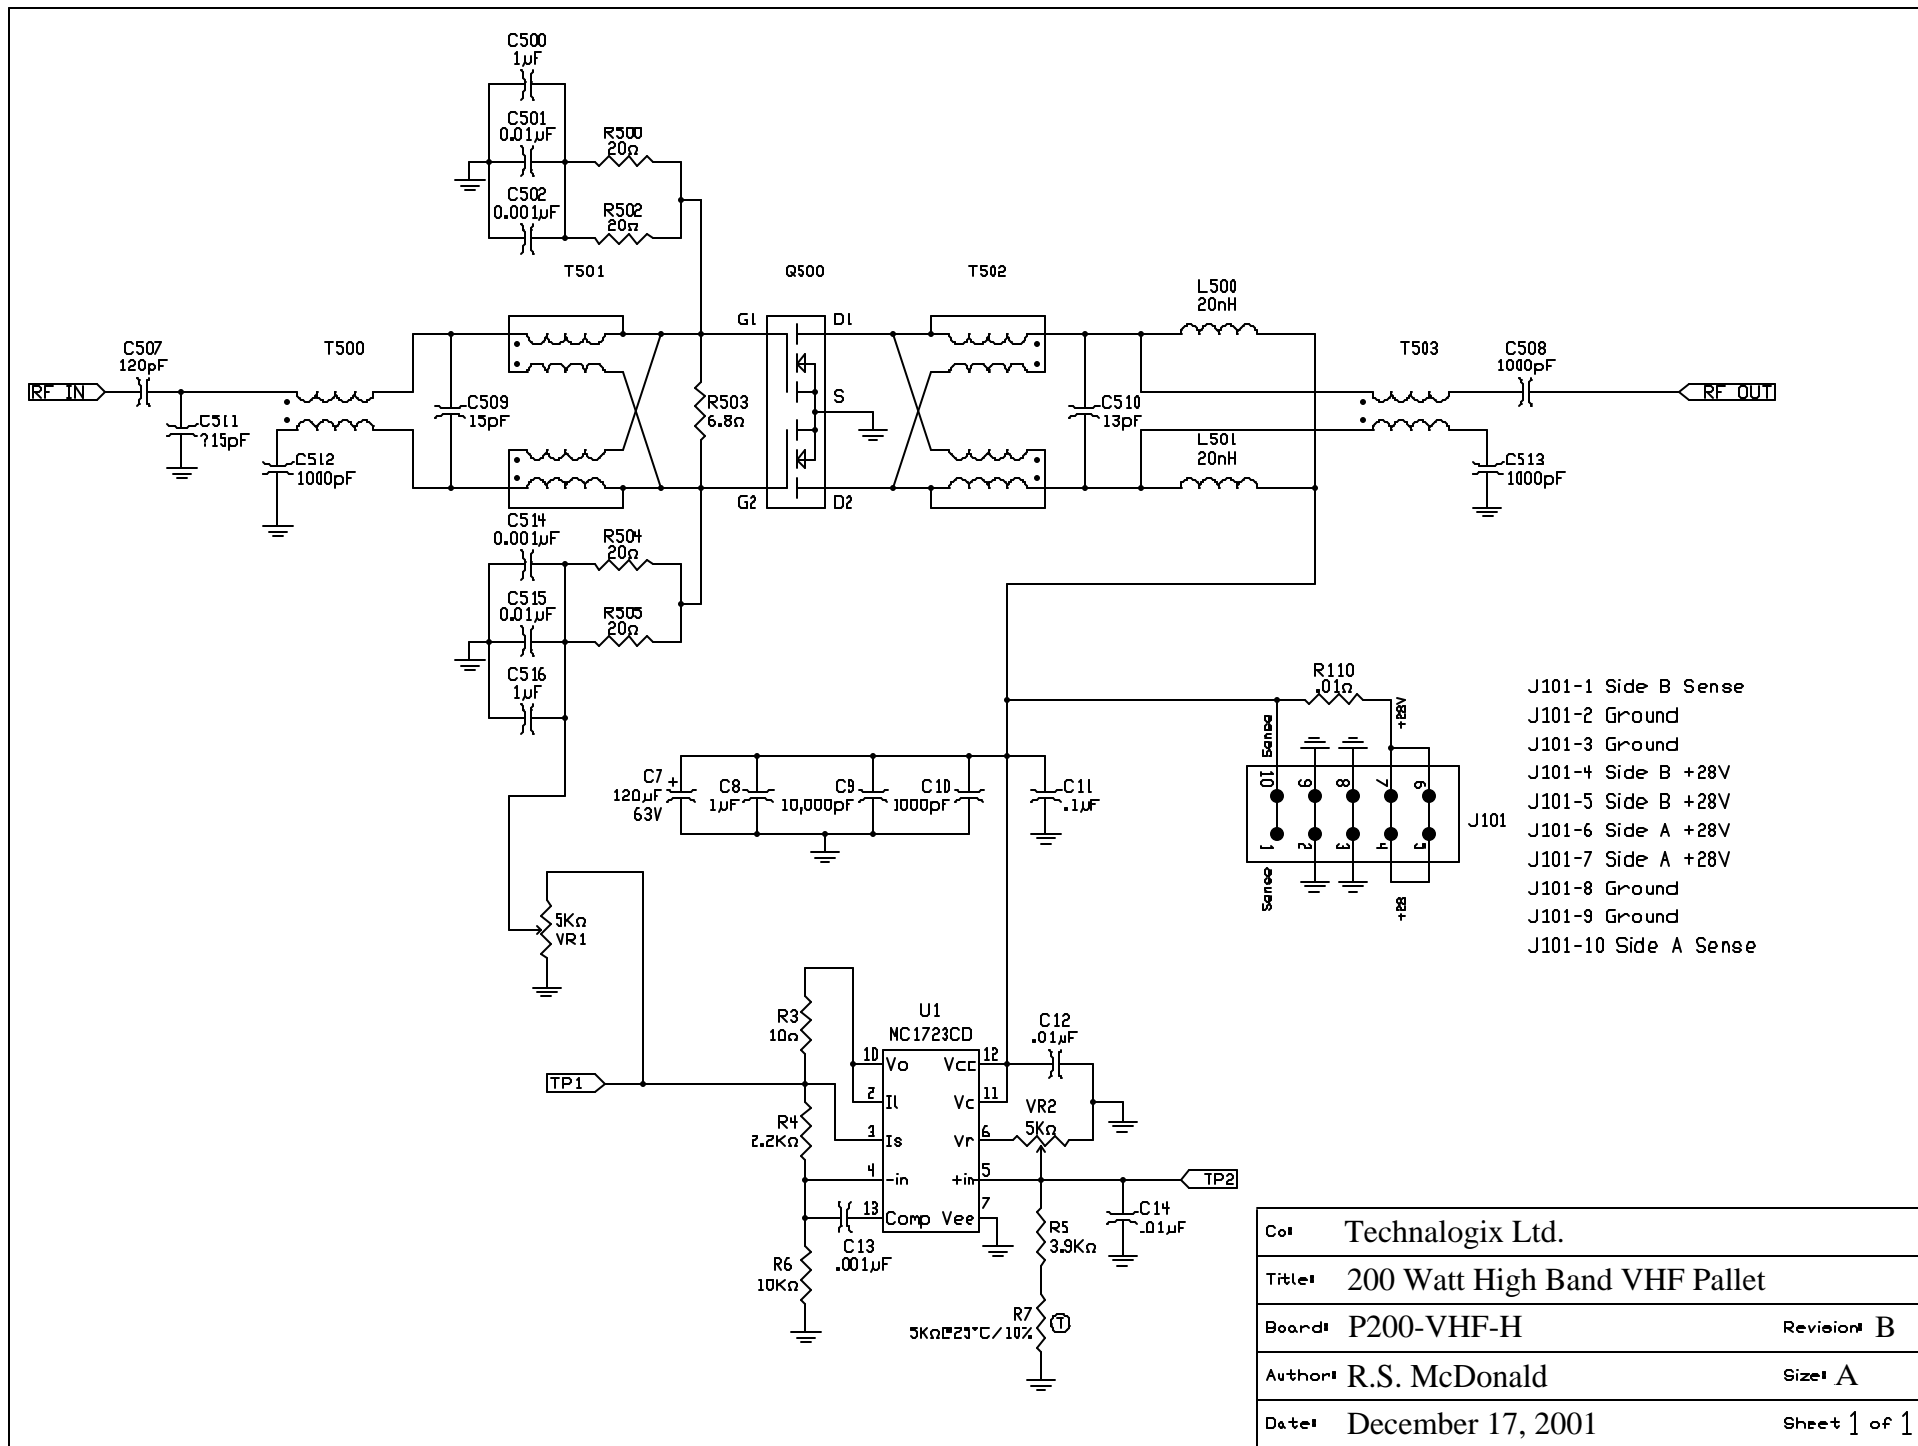 C500
1µF
C501
0.01µF
R500
20Ω
C502
0.001µF
R502
20Ω
T501
Q500
T502
L500
20nH
G1
D1
C507
120pF
T500
T503
C508
1000pF
RF IN
RF OUT
C511
?15pF
C509
15pF
R503
6.8Ω
S
C510
13pF
L501
20nH
C512
1000pF
C513
1000pF
G2
D2
C514
0.001µF
R504
20Ω
C515
0.01µF
R505
20Ω
C516
1µF
R110
.01Ω
Sense
+28V
10
9
8
7
6
1
2
3
4
5
J101
Sense
+28
J101-1 Side B Sense
J101-2 Ground
J101-3 Ground
J101-4 Side B +28V
J101-5 Side B +28V
J101-6 Side A +28V
J101-7 Side A +28V
J101-8 Ground
J101-9 Ground
J101-10 Side A Sense
C7
+
120µF
63V
C8
1µF
C9
10,000pF
C10
1000pF
C11
.1µF
5KΩ
VR1
R3
10Ω
U1
MC1723CD
C12
.01µF
10
Vo
Vcc
12
TP1
2
Il
Vc
11
VR2
5KΩ
R4
2.2KΩ
3
Is
Vr
6
4
-in
+in
5
TP2
13
Comp
Vee
7
C13
.001µF
R5
3.9KΩ
C14
.01µF
R6
10KΩ
R7
5KΩ@25°C/10%
T
Co:
Technalogix Ltd.
Title:
200 Watt High Band VHF Pallet
Board:
P200-VHF-H
Revision: B
Author:
R.S. McDonald
Size: A
Date:
December 17, 2001
Sheet 1 of 1